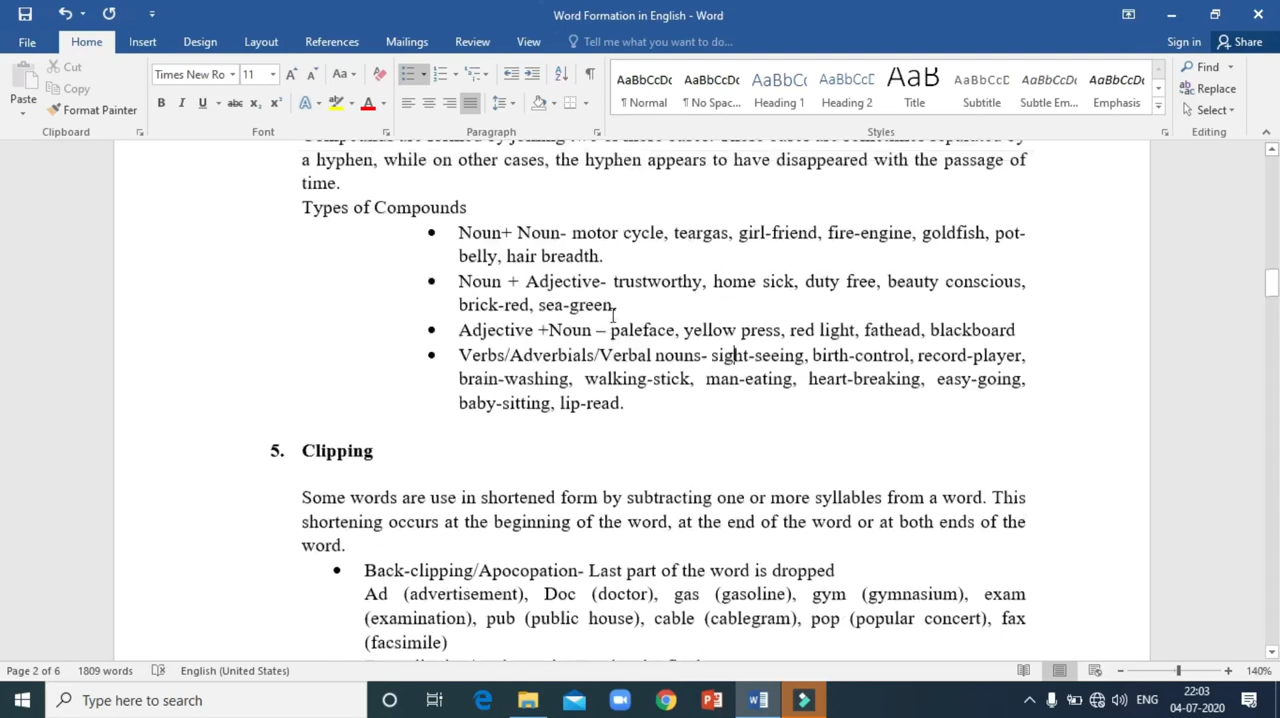 Word Formation in English - Word
File Home Insert Design Layout References Mailings Review View Tell me what you want to do... Sign in Share
Paste
Cut
Copy
Format Painter
Clipboard
Times New Ro 11
Font
Paragraph
AaBbCcDc AaBbCcDc AaBbCc AaBbCcC AaB AaBbCcD AaBbCcDc AaBbCcDc
¶ Normal ¶ No Spac... Heading 1 Heading 2 Title Subtitle Subtle Em... Emphasis
Styles
Find
Replace
Select
Editing
a hyphen, while on other cases, the hyphen appears to have disappeared with the passage of
time.
Types of Compounds
• Noun+ Noun- motor cycle, teargas, girl-friend, fire-engine, goldfish, pot-
belly, hair breadth.
• Noun + Adjective- trustworthy, home sick, duty free, beauty conscious,
brick-red, sea-green.
• Adjective +Noun – paleface, yellow press, red light, fathead, blackboard
• Verbs/Adverbials/Verbal nouns- sight-seeing, birth-control, record-player,
brain-washing, walking-stick, man-eating, heart-breaking, easy-going,
baby-sitting, lip-read.
5. Clipping
Some words are use in shortened form by subtracting one or more syllables from a word. This
shortening occurs at the beginning of the word, at the end of the word or at both ends of the
word.
• Back-clipping/Apocopation- Last part of the word is dropped
Ad (advertisement), Doc (doctor), gas (gasoline), gym (gymnasium), exam
(examination), pub (public house), cable (cablegram), pop (popular concert), fax
(facsimile)
Page 2 of 6 1809 words English (United States) 140%
Type here to search
ENG
22:03
04-07-2020